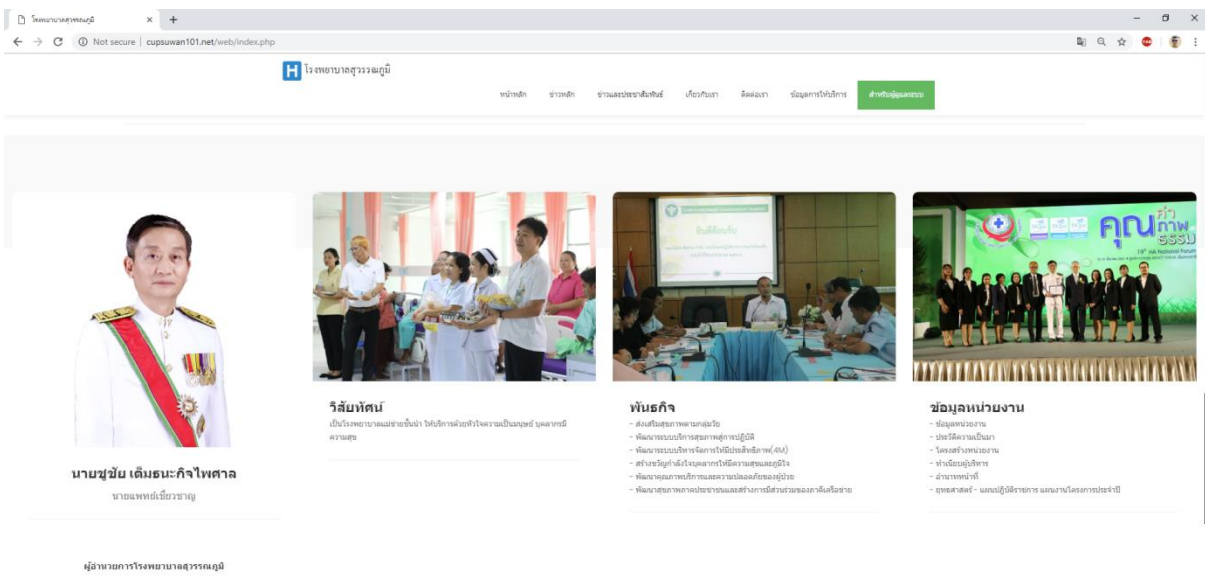 โรงพยาบาลสุวรรณภูมิ
Not secure | cupsuwan101.net/web/index.php
H โรงพยาบาลสุวรรณภูมิ
หน้าหลัก ข่าวหลัก ข่าวและประชาสัมพันธ์ เกี่ยวกับเรา ติดต่อเรา ข้อมูลการให้บริการ สำหรับผู้ดูแลระบบ
ยินดีต้อนรับ
คุณ ค่า
ภาพ
ธรรม
19th HA National Forum
นายชูชัย เต็มธนะกิจไพศาล
นายแพทย์เชี่ยวชาญ
ผู้อำนวยการโรงพยาบาลสุวรรณภูมิ
วิสัยทัศน์
เป็นโรงพยาบาลแม่ข่ายชั้นนำ ให้บริการด้วยหัวใจความเป็นมนุษย์ บุคลากรมี
ความสุข
พันธกิจ
- ส่งเสริมสุขภาพตามกลุ่มวัย
- พัฒนาระบบบริการสุขภาพสู่การปฏิบัติ
- พัฒนาระบบบริหารจัดการให้มีประสิทธิภาพ(4M)
- สร้างขวัญกำลังใจบุคลากรให้มีความสุขและภูมิใจ
- พัฒนาคุณภาพบริการและความปลอดภัยของผู้ป่วย
- พัฒนาสุขภาพภาคประชาชนและสร้างการมีส่วนร่วมของภาคีเครือข่าย
ข้อมูลหน่วยงาน
- ข้อมูลหน่วยงาน
- ประวัติความเป็นมา
- โครงสร้างหน่วยงาน
- ทำเนียบผู้บริหาร
- อำนาจหน้าที่
- ยุทธศาสตร์ - แผนปฏิบัติราชการ แผนงานโครงการประจำปี